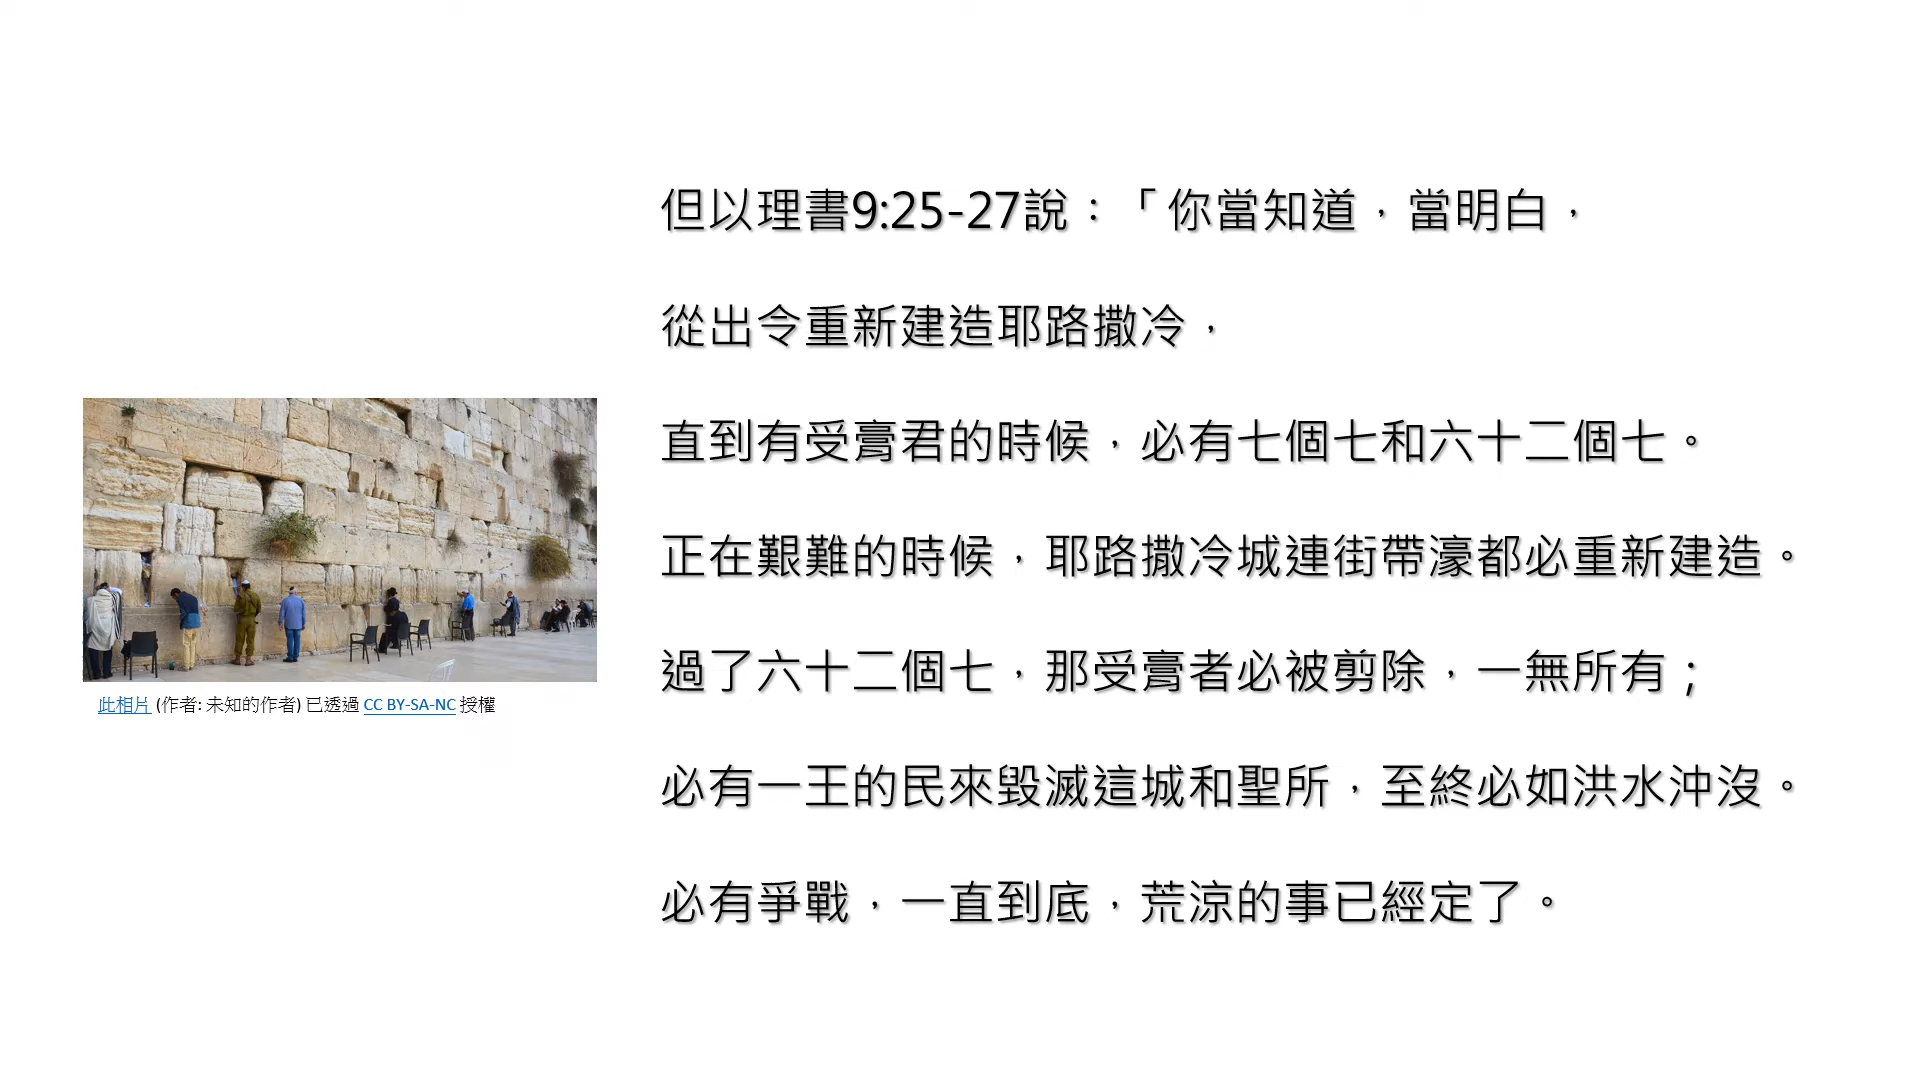 但以理書9:25-27說：「你當知道，當明白，
從出令重新建造耶路撒冷，
直到有受膏君的時候，必有七個七和六十二個七。
正在艱難的時候，耶路撒冷城連街帶濠都必重新建造。
過了六十二個七，那受膏者必被剪除，一無所有；
必有一王的民來毀滅這城和聖所，至終必如洪水沖沒。
必有爭戰，一直到底，荒涼的事已經定了。
此相片 (作者: 未知的作者) 已透過 CC BY-SA-NC 授權